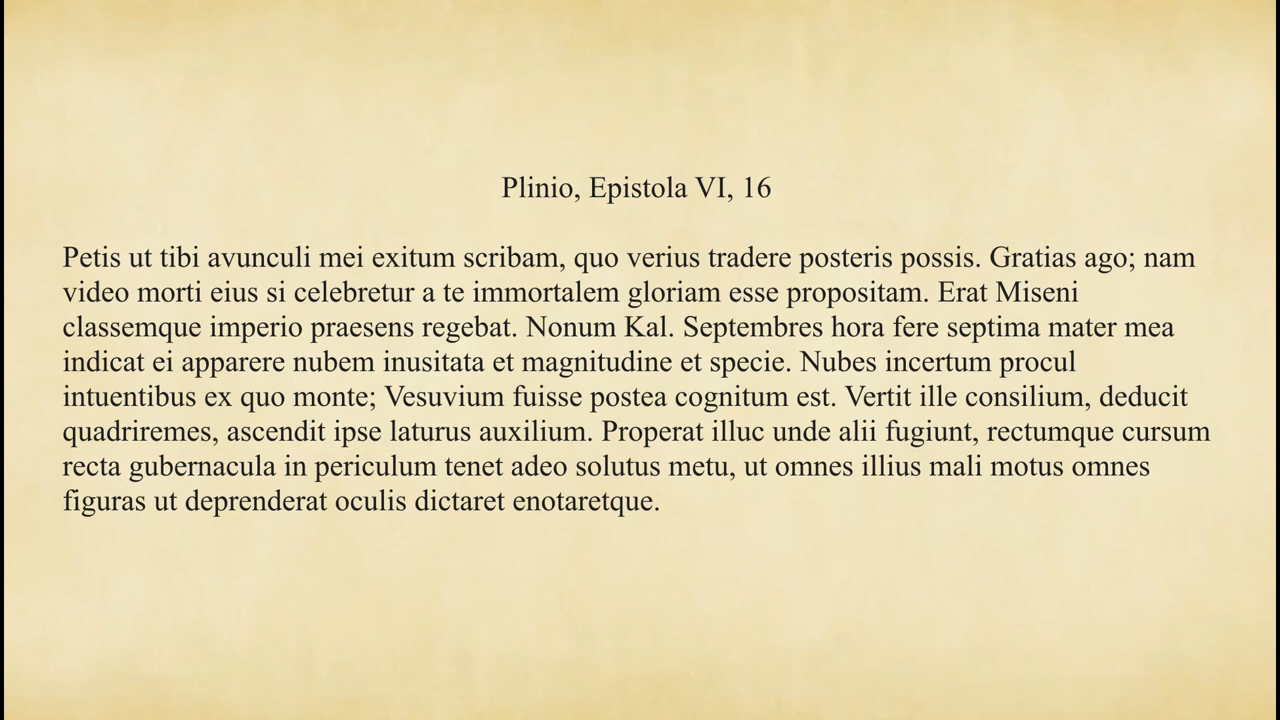 Plinio, Epistola VI, 16
Petis ut tibi avunculi mei exitum scribam, quo verius tradere posteris possis. Gratias ago; nam
video morti eius si celebretur a te immortalem gloriam esse propositam. Erat Miseni
classemque imperio praesens regebat. Nonum Kal. Septembres hora fere septima mater mea
indicat ei apparere nubem inusitata et magnitudine et specie. Nubes incertum procul
intuentibus ex quo monte; Vesuvium fuisse postea cognitum est. Vertit ille consilium, deducit
quadriremes, ascendit ipse laturus auxilium. Properat illuc unde alii fugiunt, rectumque cursum
recta gubernacula in periculum tenet adeo solutus metu, ut omnes illius mali motus omnes
figuras ut deprenderat oculis dictaret enotaretque.